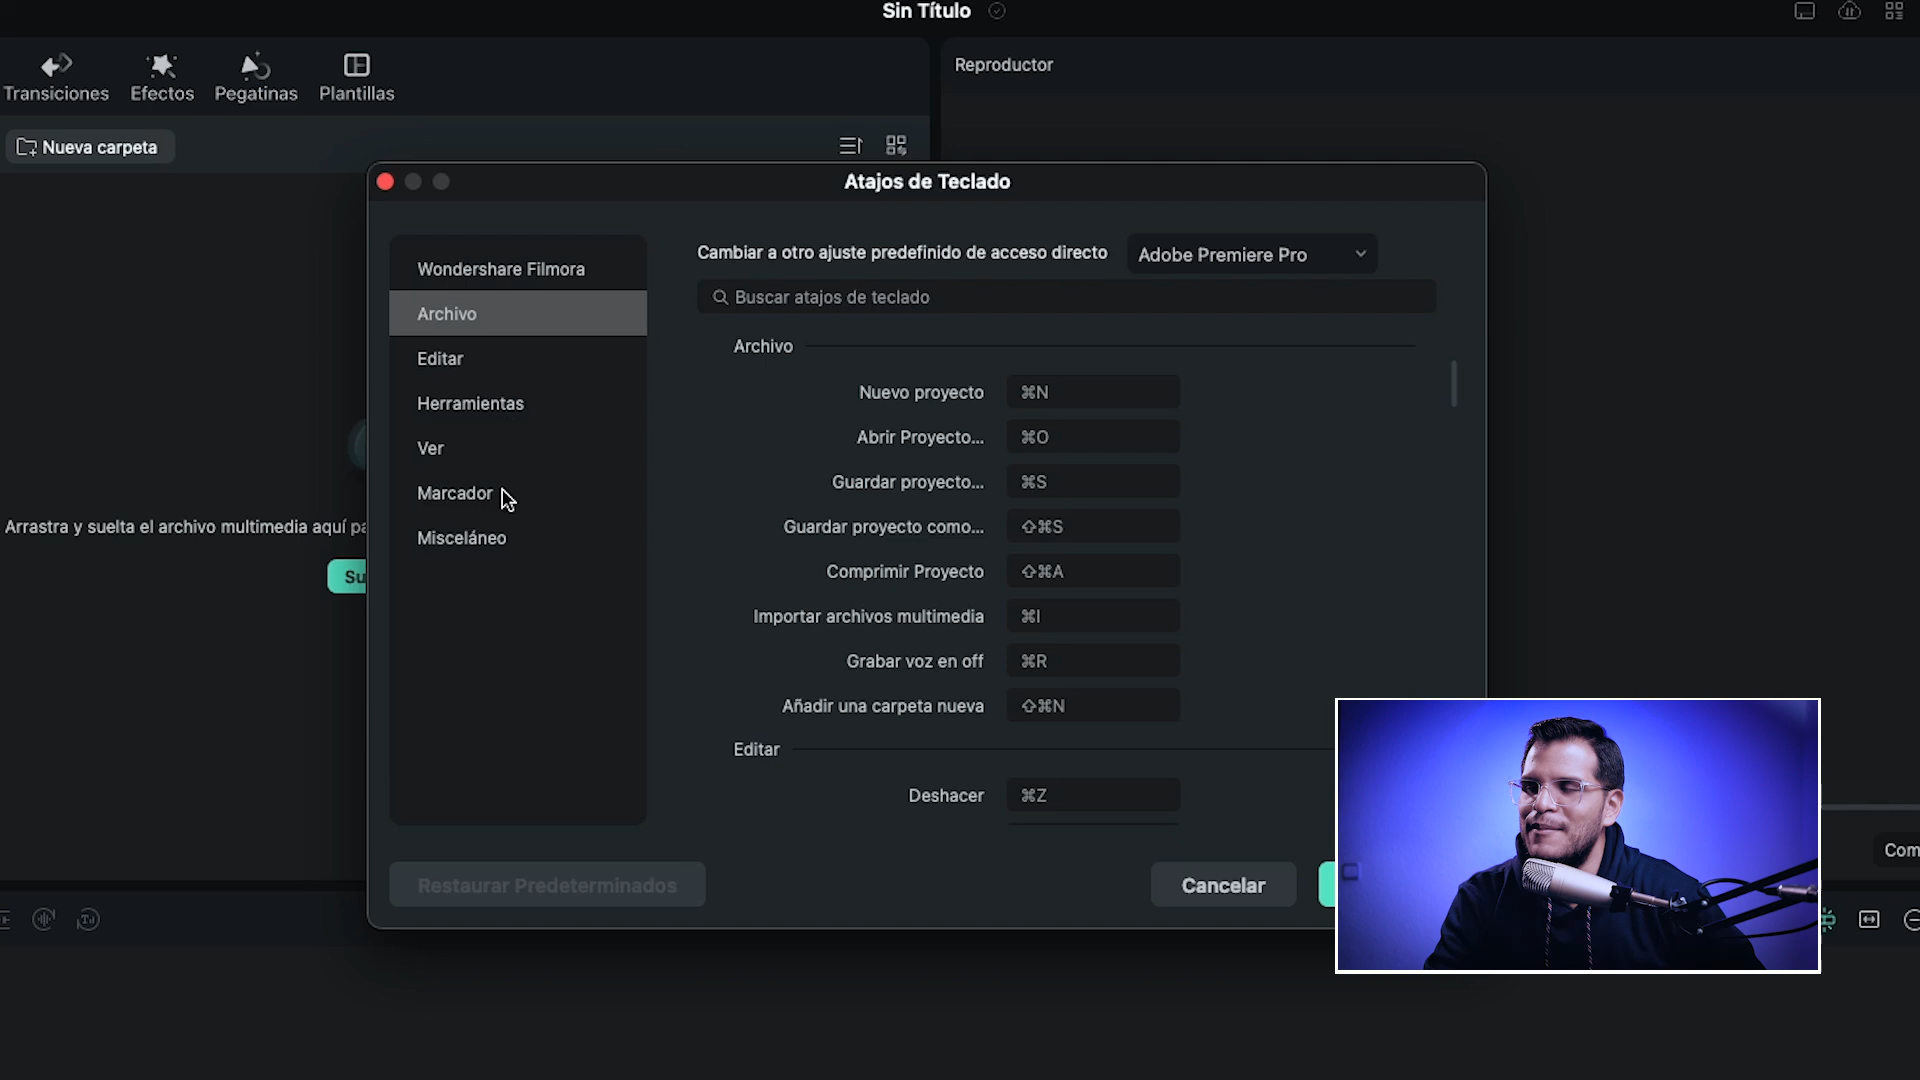 Sin Título
Transiciones
Efectos
Pegatinas
Plantillas
Reproductor
Nueva carpeta
Arrastra y suelta el archivo multimedia aquí
Atajos de Teclado
Wondershare Filmora
Archivo
Editar
Herramientas
Ver
Marcador
Misceláneo
Cambiar a otro ajuste predefinido de acceso directo
Adobe Premiere Pro
Buscar atajos de teclado
Archivo
Nuevo proyecto ⌘N
Abrir Proyecto... ⌘O
Guardar proyecto... ⌘S
Guardar proyecto como... ⇧⌘S
Comprimir Proyecto ⇧⌘A
Importar archivos multimedia ⌘I
Grabar voz en off ⌘R
Añadir una carpeta nueva ⇧⌘N
Editar
Deshacer ⌘Z
Restaurar Predeterminados
Cancelar